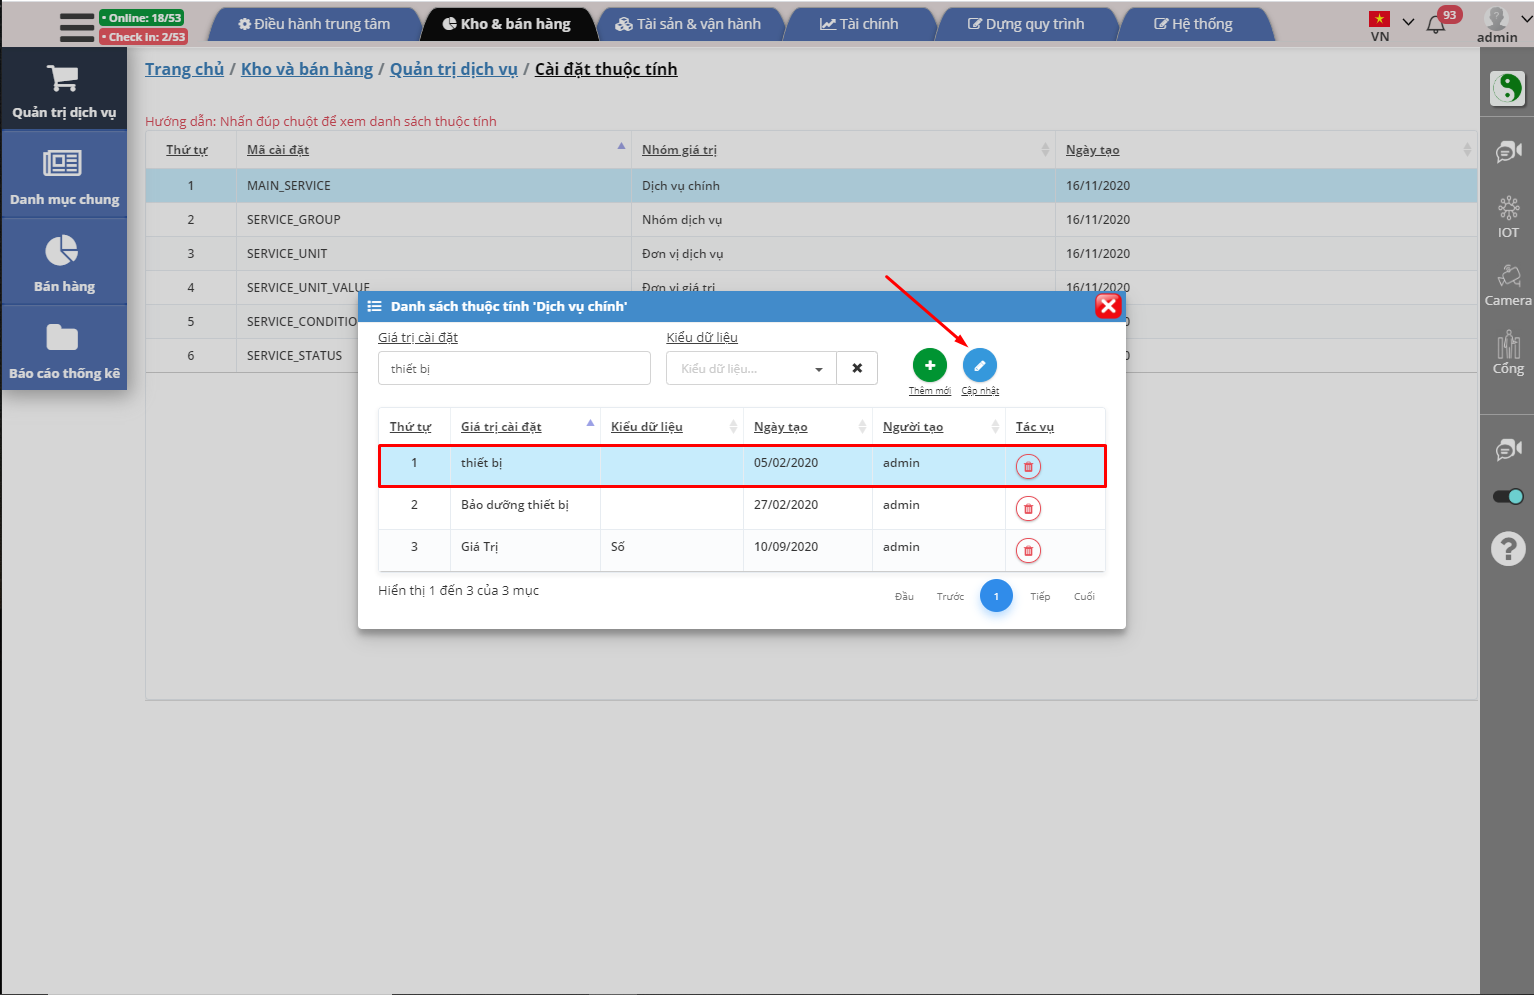 • Online: 18/53
• Check in: 2/53
Điều hành trung tâm
Kho & bán hàng
Tài sản & vận hành
Tài chính
Dựng quy trình
Hệ thống
VN
93
admin
Quản trị dịch vụ
Danh mục chung
Bán hàng
Báo cáo thống kê
Trang chủ / Kho và bán hàng / Quản trị dịch vụ / Cài đặt thuộc tính
Hướng dẫn: Nhấn đúp chuột để xem danh sách thuộc tính
Thứ tự Mã cài đặt Nhóm giá trị Ngày tạo
1 MAIN_SERVICE Dịch vụ chính 16/11/2020
2 SERVICE_GROUP Nhóm dịch vụ 16/11/2020
3 SERVICE_UNIT Đơn vị dịch vụ 16/11/2020
4 SERVICE_UNIT_VALUE Đơn vị giá trị 16/11/2020
5 SERVICE_CONDITIO
6 SERVICE_STATUS
Danh sách thuộc tính 'Dịch vụ chính'
Giá trị cài đặt
thiết bị
Kiểu dữ liệu
Kiểu dữ liệu...
Thêm mới
Cập nhật
Thứ tự Giá trị cài đặt Kiểu dữ liệu Ngày tạo Người tạo Tác vụ
1 thiết bị 05/02/2020 admin
2 Bảo dưỡng thiết bị 27/02/2020 admin
3 Giá Trị Số 10/09/2020 admin
Hiển thị 1 đến 3 của 3 mục
Đầu Trước 1 Tiếp Cuối
IOT
Camera
Cổng